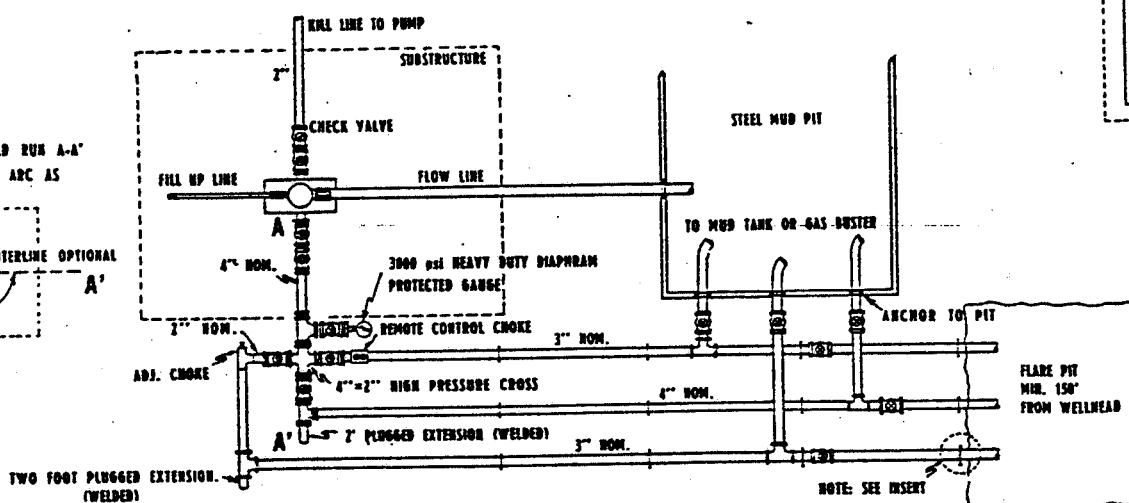 KILL LINE TO PUMP
2"
SUBSTRUCTURE
CHECK VALVE
STEEL MUD PIT
RUN A-A'
ARC AS
FILL UP LINE
FLOW LINE
A
TO MUD TANK OR GAS BUSTER
OPTIONAL
A'
4" NOM.
3000 psi HEAVY DUTY DIAPHRAM
PROTECTED GAUGE
ANCHOR TO PIT
2" NOM.
REMOTE CONTROL CHOKE
3" NOM.
ADJ. CHOKE
4"=2" HIGH PRESSURE CROSS
4" NOM.
FLARE PIT
MIN. 150'
FROM WELLHEAD
A'
2' PLUGGED EXTENSION (WELDED)
3" NOM.
TWO FOOT PLUGGED EXTENSION.
(WELDED)
NOTE: SEE INSERT